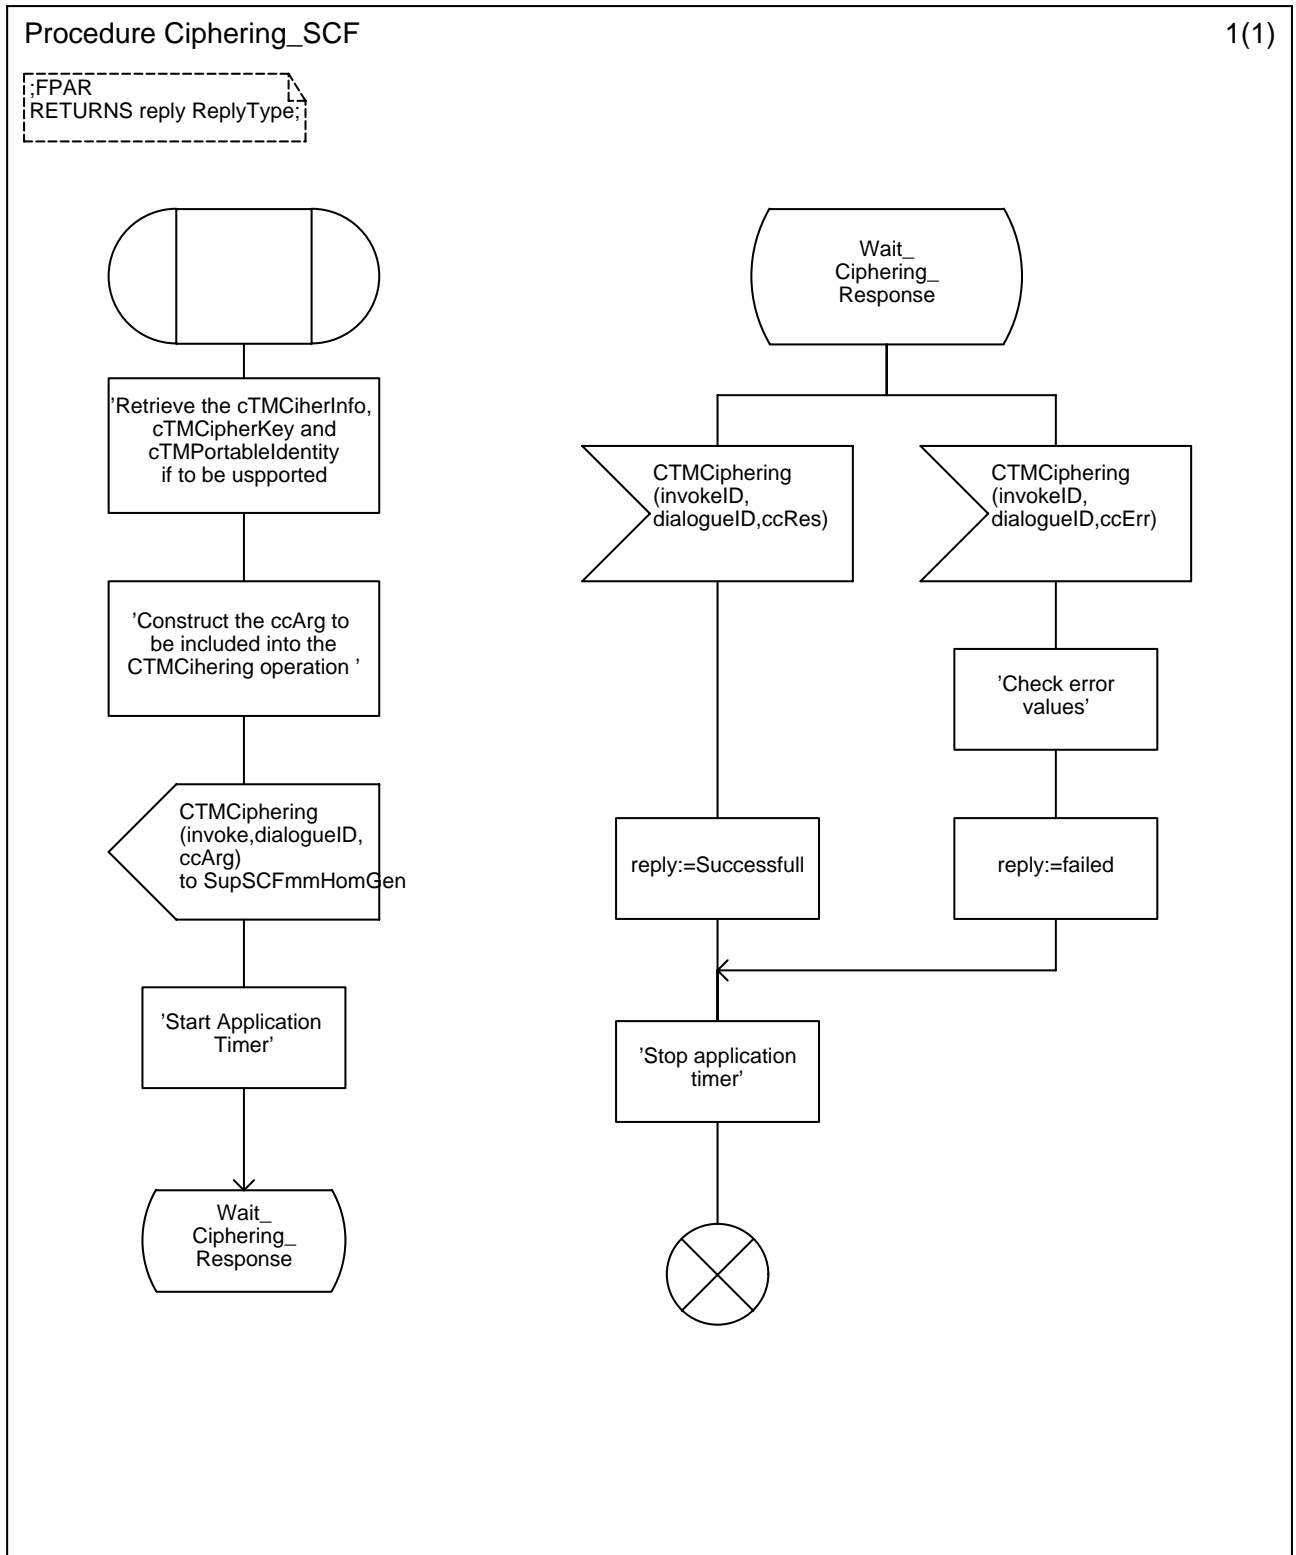 Procedure Ciphering_SCF
1(1)
;FPAR
RETURNS reply ReplyType;
'Retrieve the cTMCiherInfo,
cTMCipherKey and
cTMPortableIdentity
if to be uspported
'Construct the ccArg to
be included into the
CTMCihering operation '
CTMCiphering
(invoke,dialogueID,
ccArg)
to SupSCFmmHomGen
'Start Application
Timer'
Wait_
Ciphering_
Response
Wait_
Ciphering_
Response
CTMCiphering
(invokeID,
dialogueID,ccRes)
reply:=Successfull
CTMCiphering
(invokeID,
dialogueID,ccErr)
'Check error
values'
reply:=failed
'Stop application
timer'